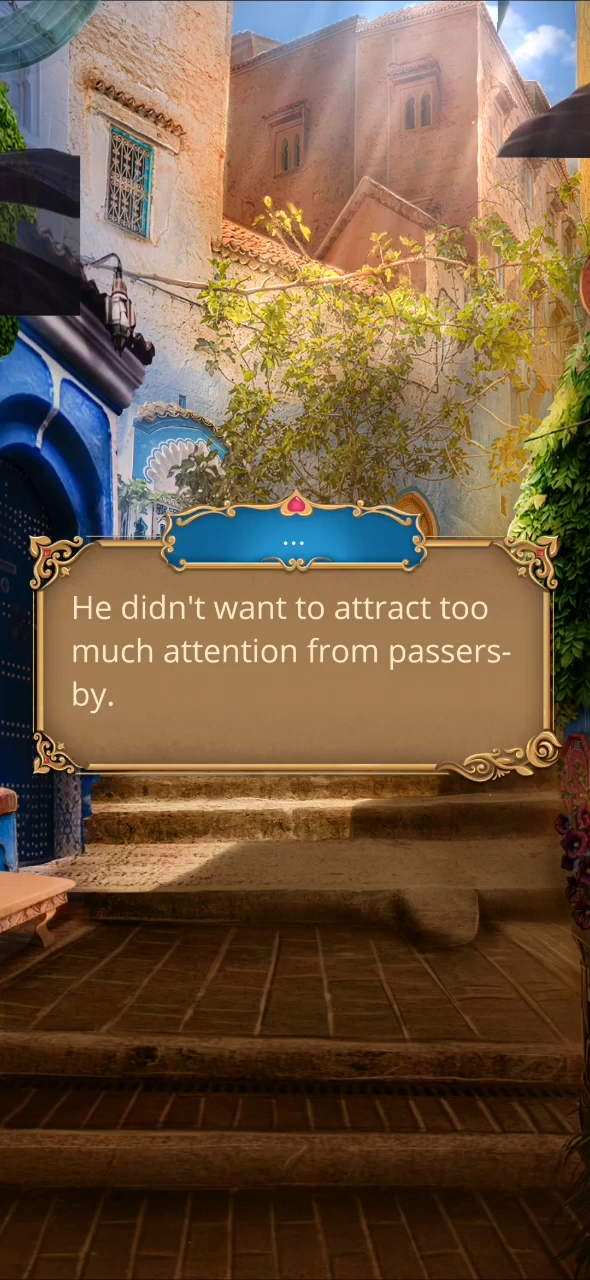 ...
He didn't want to attract too
much attention from passers-
by.